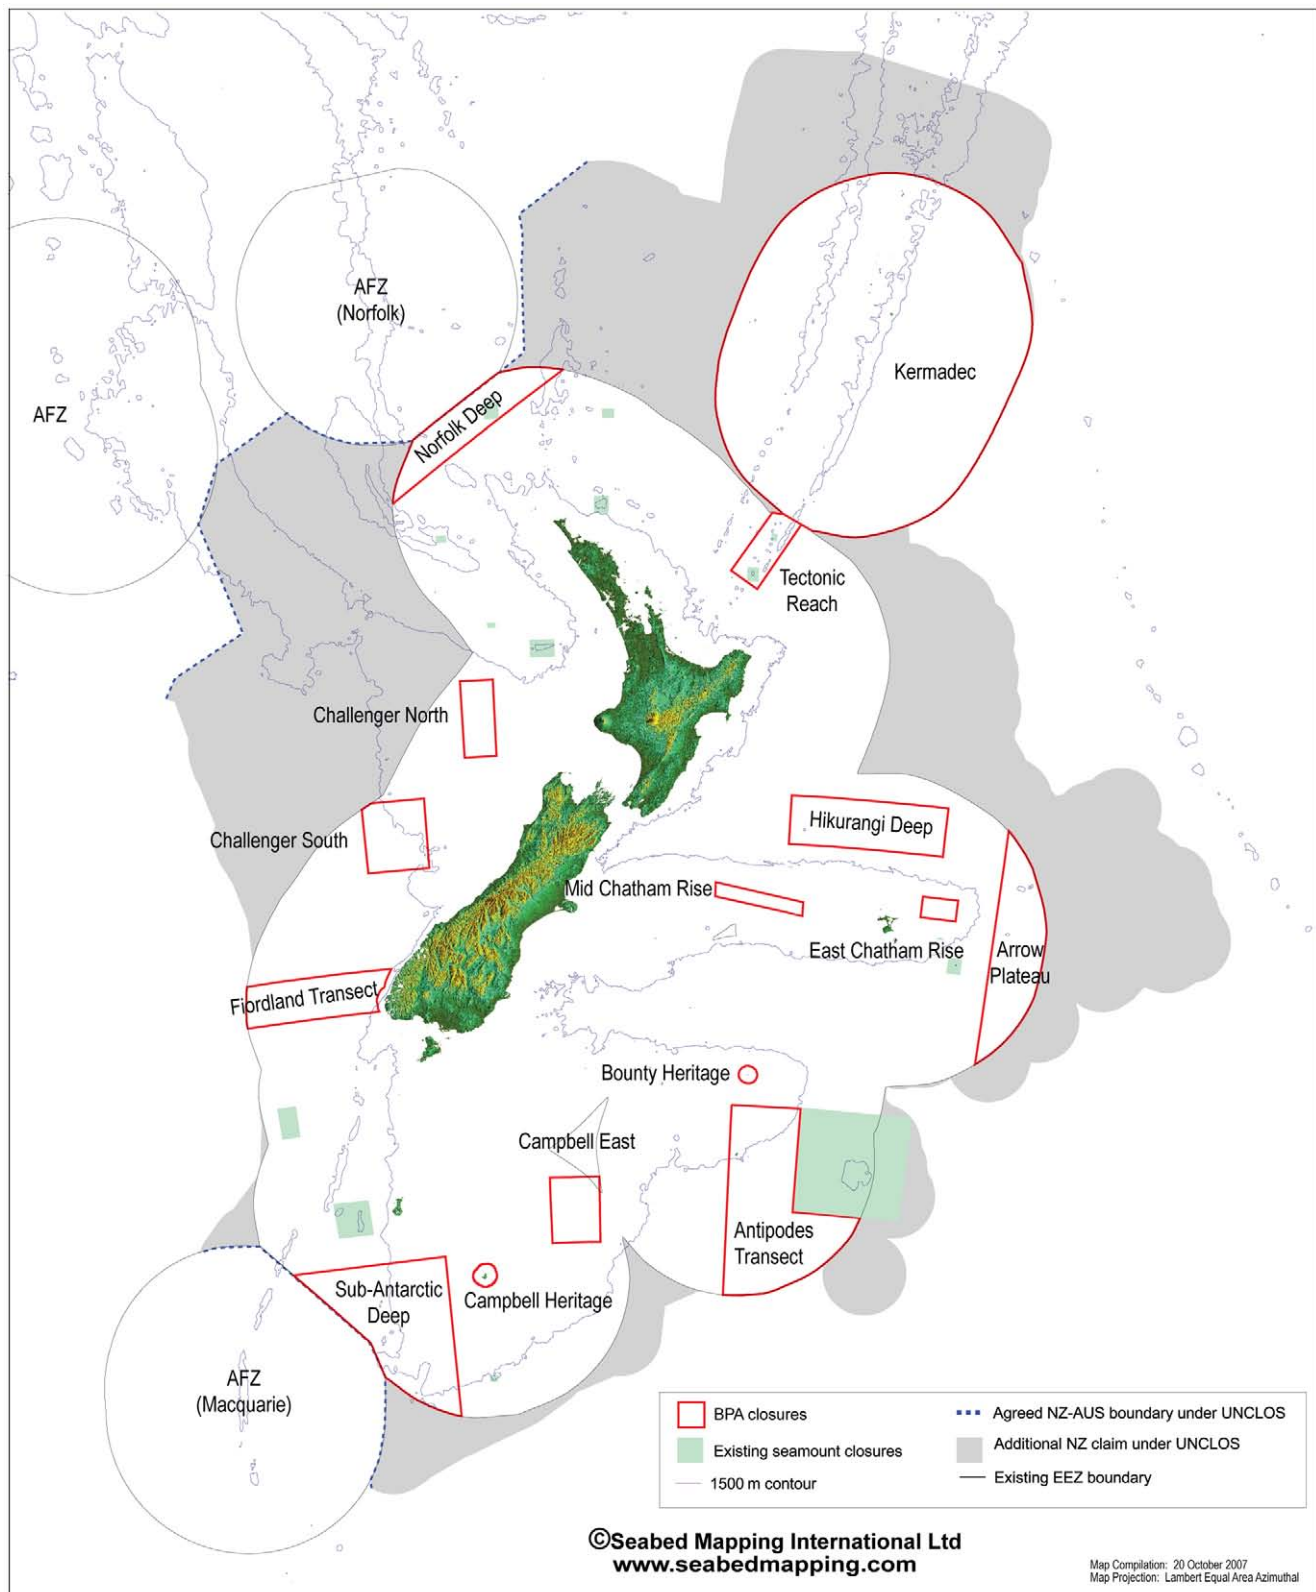 AFZ
(Norfolk)
Kermadec
AFZ
Norfolk Deep
Tectonic
Reach
Challenger North
Challenger South
Hikurangi Deep
Mid Chatham Rise
East Chatham Rise
Arrow
Plateau
Fiordland Transect
Bounty Heritage
Campbell East
Antipodes
Transect
Sub-Antarctic
Deep
Campbell Heritage
AFZ
(Macquarie)
BPA closures
Existing seamount closures
1500 m contour
Agreed NZ-AUS boundary under UNCLOS
Additional NZ claim under UNCLOS
Existing EEZ boundary
©Seabed Mapping International Ltd
www.seabedmapping.com
Map Compilation: 20 October 2007
Map Projection: Lambert Equal Area Azimuthal